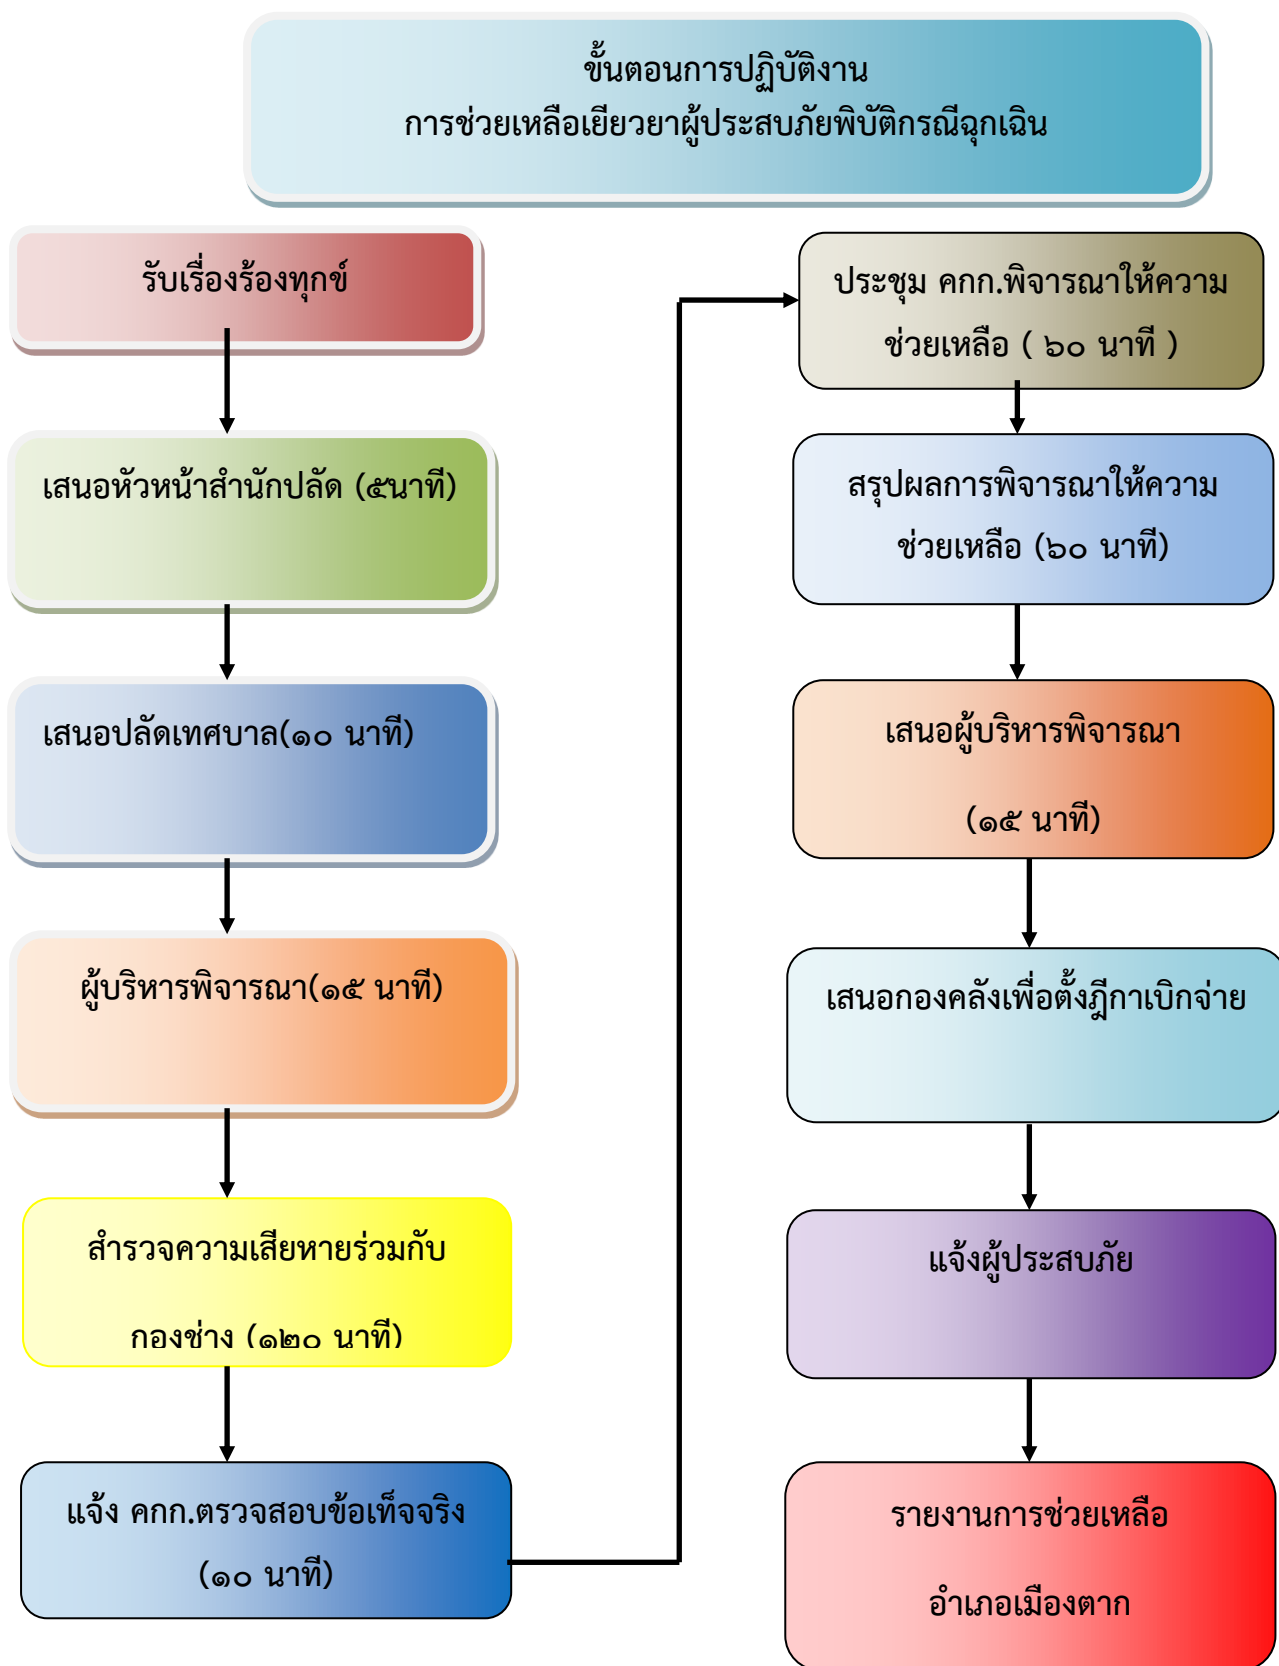 ขั้นตอนการปฏิบัติงาน
การช่วยเหลือเยียวยาผู้ประสบภัยพิบัติกรณีฉุกเฉิน
รับเรื่องร้องทุกข์
เสนอหัวหน้าสำนักปลัด (๕นาที)
เสนอปลัดเทศบาล(๑๐ นาที)
ผู้บริหารพิจารณา(๑๕ นาที)
สำรวจความเสียหายร่วมกับ
กองช่าง (๑๒๐ นาที)
แจ้ง คกก.ตรวจสอบข้อเท็จจริง
(๑๐ นาที)
ประชุม คกก.พิจารณาให้ความ
ช่วยเหลือ ( ๖๐ นาที )
สรุปผลการพิจารณาให้ความ
ช่วยเหลือ (๖๐ นาที)
เสนอผู้บริหารพิจารณา
(๑๕ นาที)
เสนอกองคลังเพื่อตั้งฎีกาเบิกจ่าย
แจ้งผู้ประสบภัย
รายงานการช่วยเหลือ
อำเภอเมืองตาก